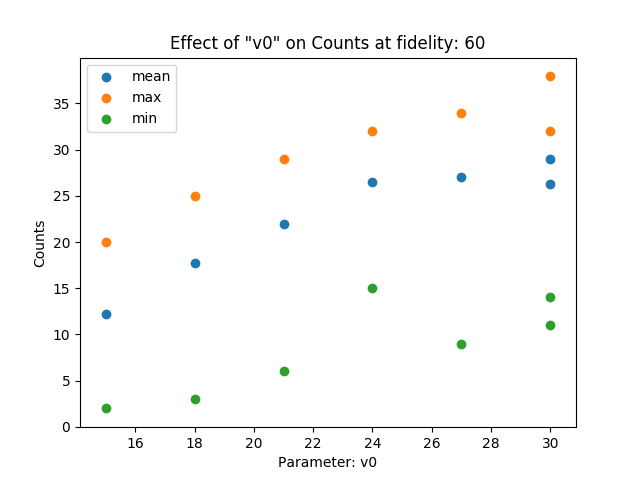 Effect of "v0" on Counts at fidelity: 60
mean
max
min
35
30
25
20
15
10
5
0
Counts
16 18 20 22 24 26 28 30
Parameter: v0